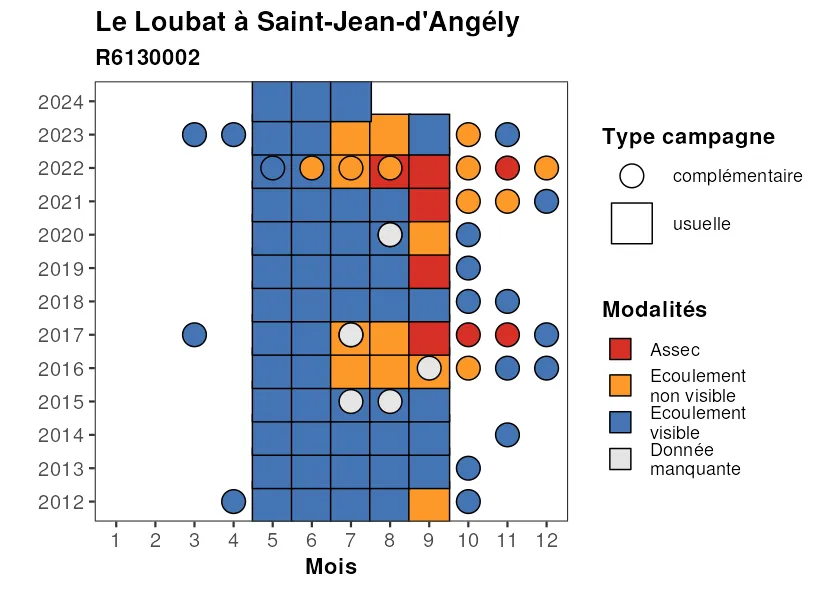 Le Loubat à Saint-Jean-d'Angély
R6130002
2024
2023
2022
2021
2020
2019
2018
2017
2016
2015
2014
2013
2012
1 2 3 4 5 6 7 8 9 10 11 12
Mois
Type campagne
complémentaire
usuelle
Modalités
Assec
Ecoulement
non visible
Ecoulement
visible
Donnée
manquante